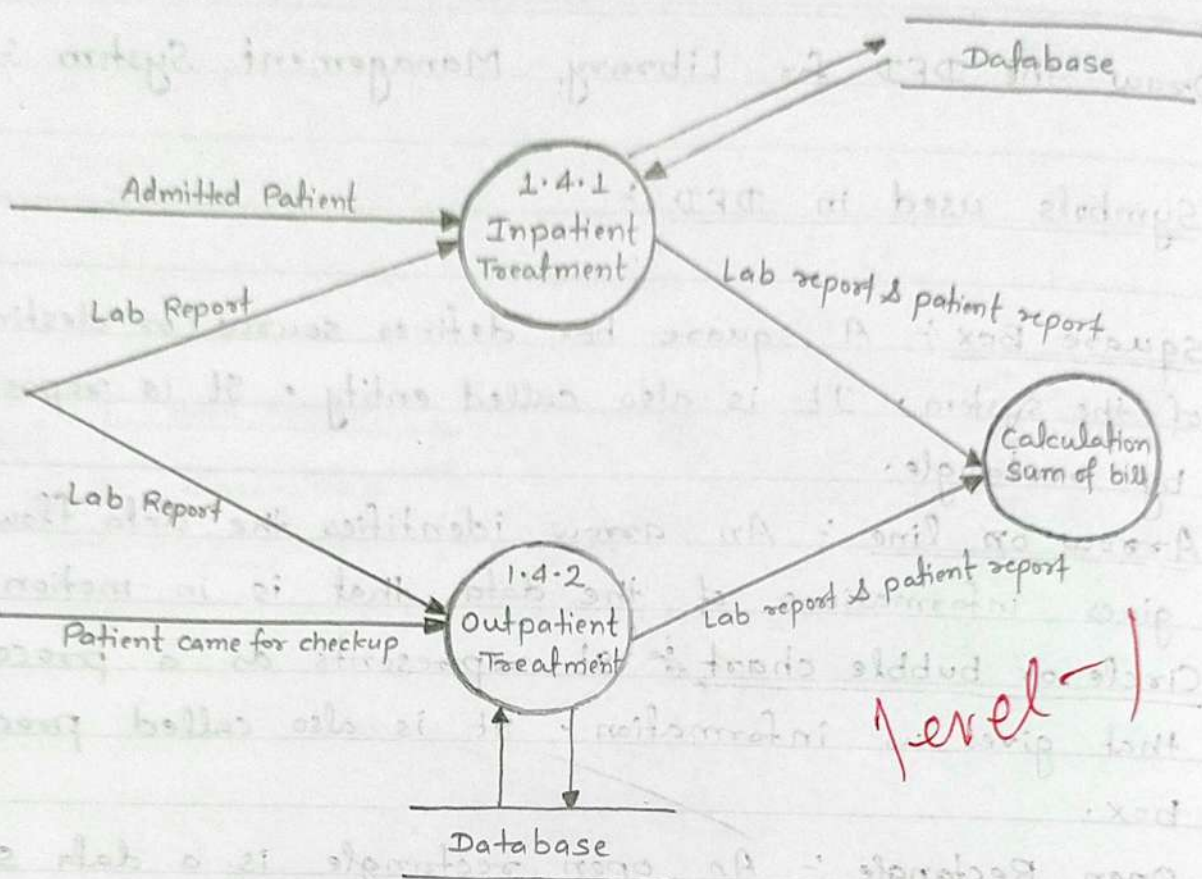 Database
Admitted Patient
1.4.1
Inpatient
Treatment
Lab Report
Lab report & patient report
Calculation
sum of bill
Lab Report
1.4.2
Outpatient
Treatment
Patient came for checkup
Lab report & patient report
level-1
Database